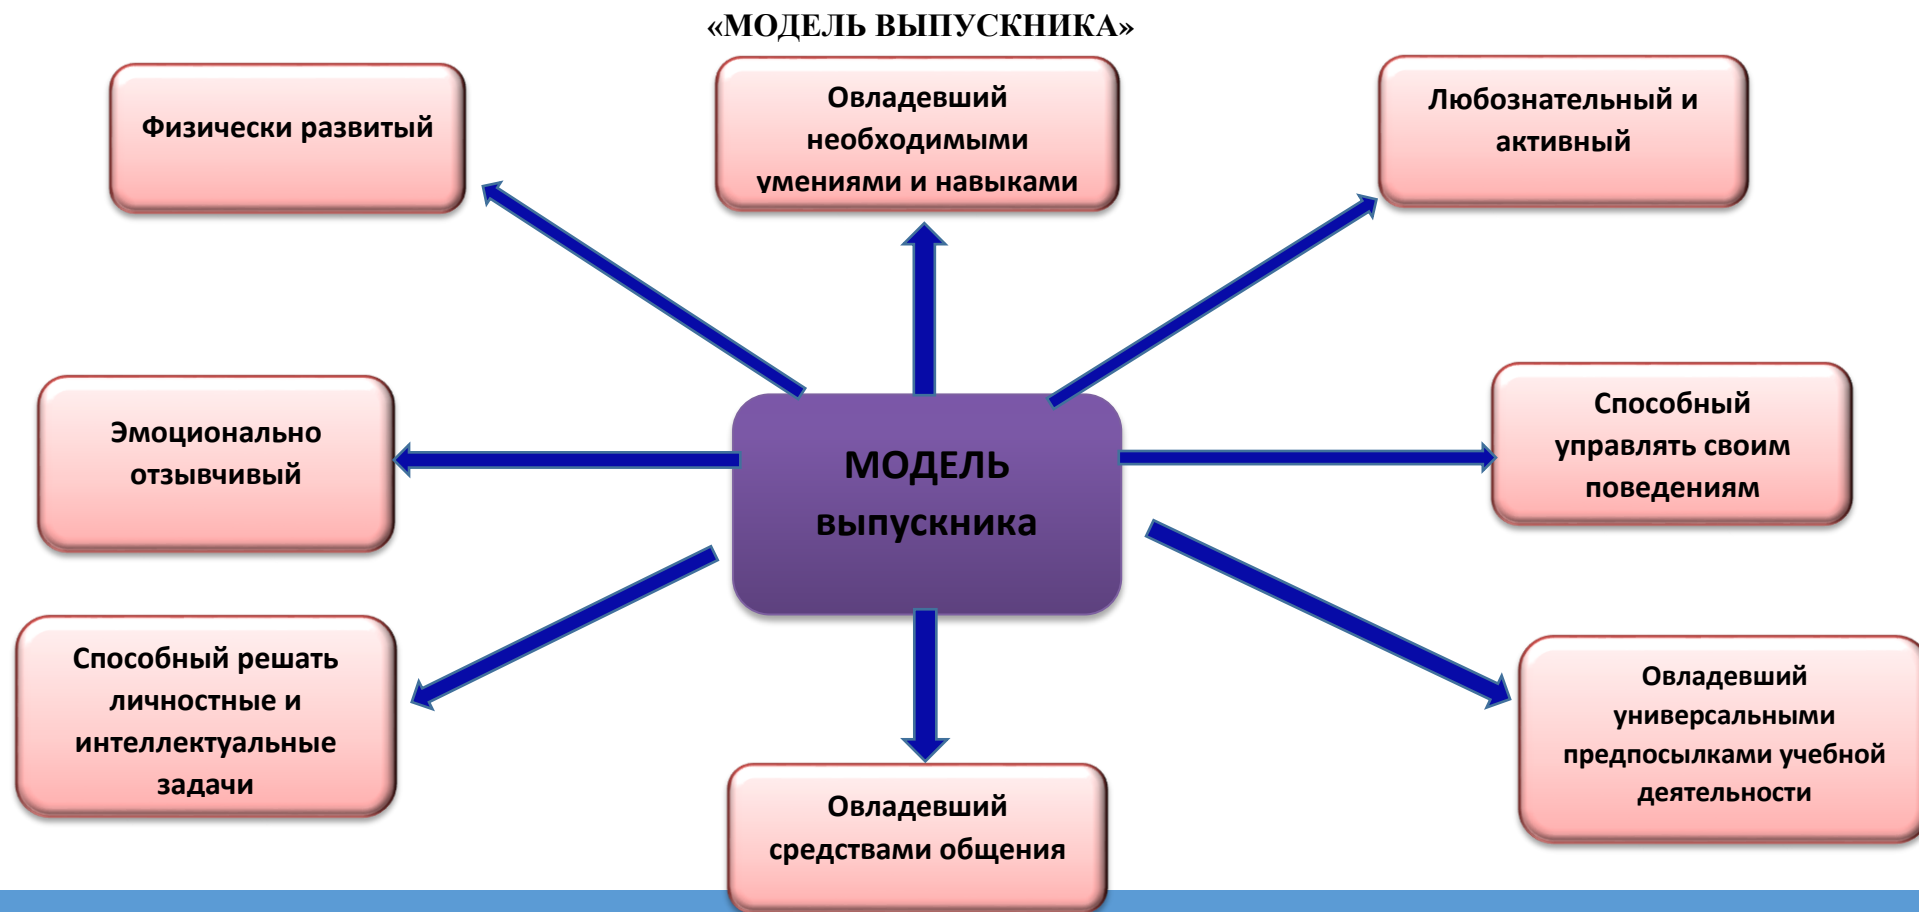 «МОДЕЛЬ ВЫПУСКНИКА»
Физически развитый
Овладевший
необходимыми
умениями и навыками
Любознательный и
активный
Эмоционально
отзывчивый
МОДЕЛЬ
выпускника
Способный
управлять своим
поведениям
Способный решать
личностные и
интеллектуальные
задачи
Овладевший
средствами общения
Овладевший
универсальными
предпосылками учебной
деятельности